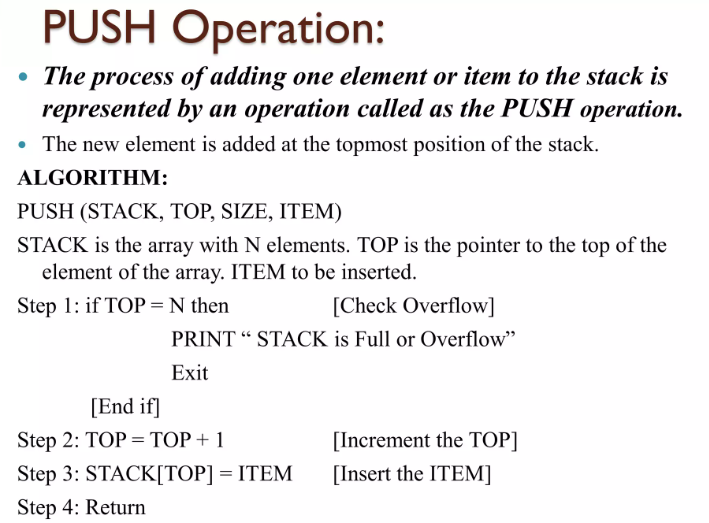 PUSH Operation:
• The process of adding one element or item to the stack is
represented by an operation called as the PUSH operation.
• The new element is added at the topmost position of the stack.
ALGORITHM:
PUSH (STACK, TOP, SIZE, ITEM)
STACK is the array with N elements. TOP is the pointer to the top of the
element of the array. ITEM to be inserted.
Step 1: if TOP = N then [Check Overflow]
PRINT “ STACK is Full or Overflow”
Exit
[End if]
Step 2: TOP = TOP + 1 [Increment the TOP]
Step 3: STACK[TOP] = ITEM [Insert the ITEM]
Step 4: Return